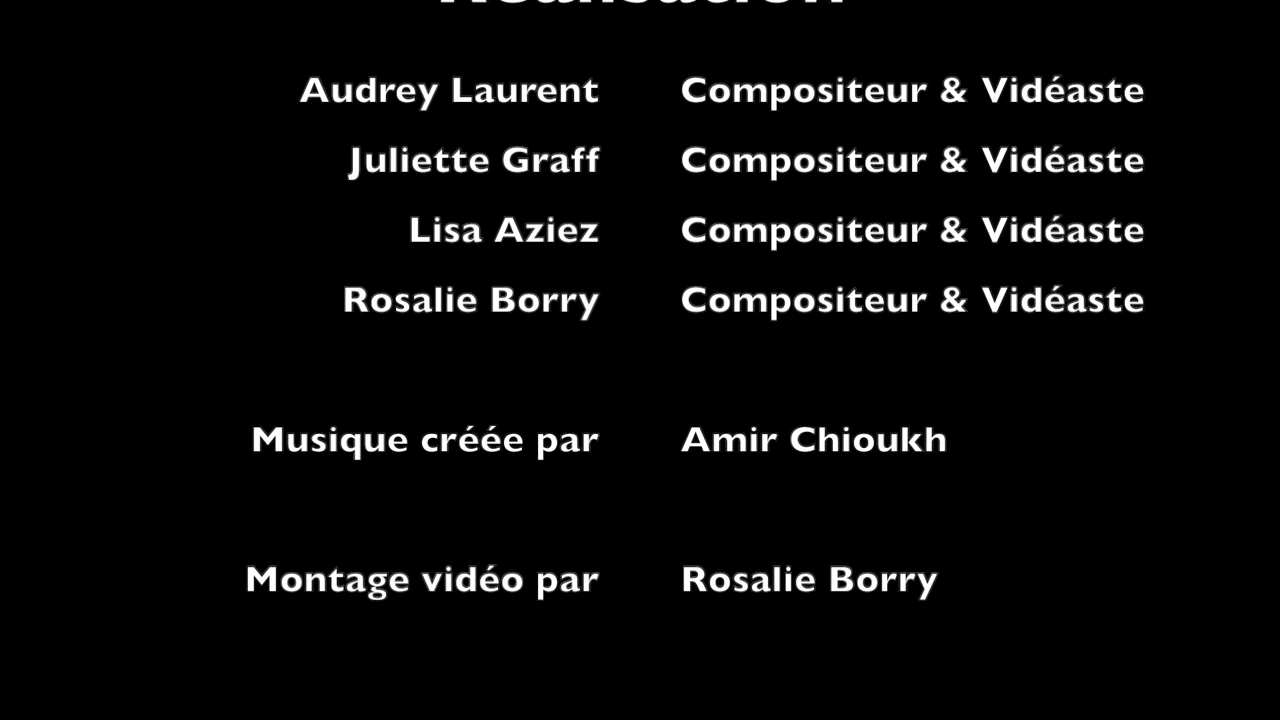 Réalisation
Audrey Laurent Compositeur & Vidéaste
Juliette Graff Compositeur & Vidéaste
Lisa Aziez Compositeur & Vidéaste
Rosalie Borry Compositeur & Vidéaste
Musique créée par Amir Chioukh
Montage vidéo par Rosalie Borry